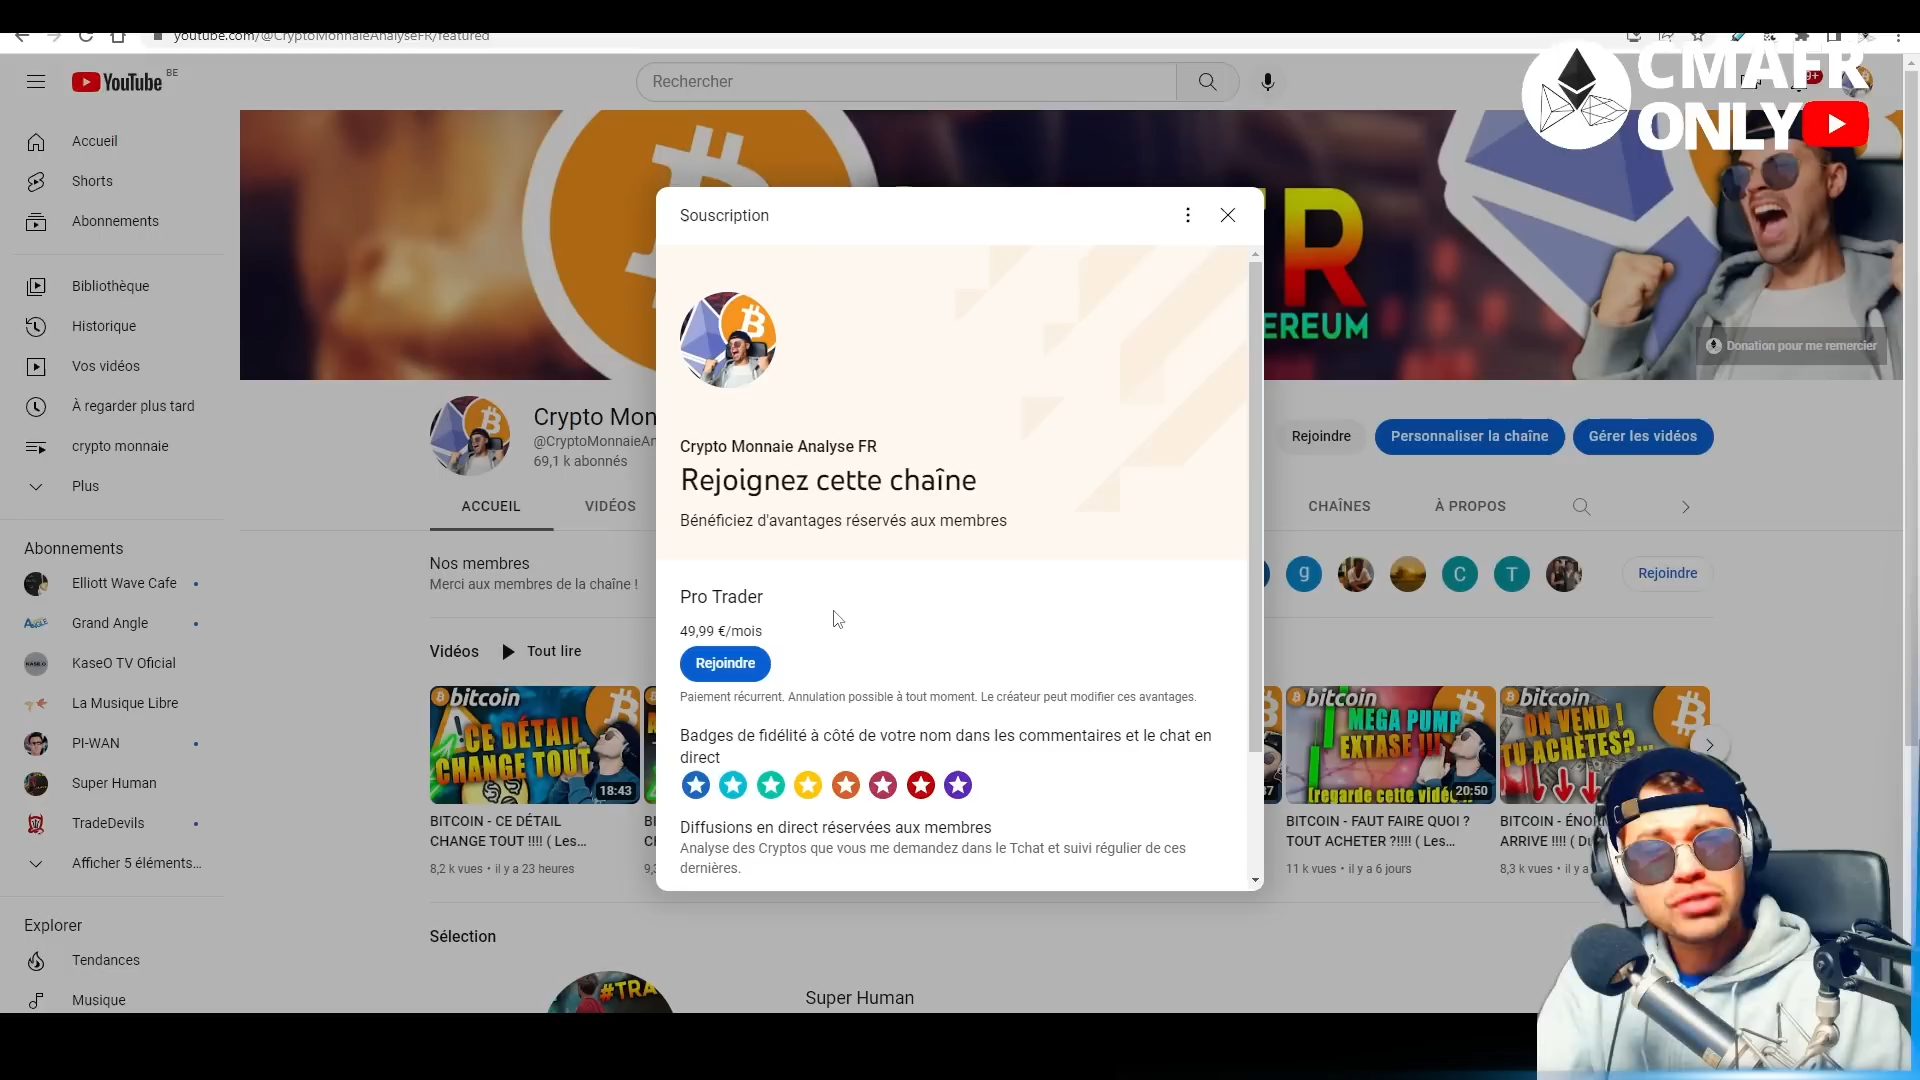 youtube.com/@CryptoMonnaieAnalyseFR/featured
YouTube BE
Rechercher
9+
CMAFR
ONLY
Accueil
Shorts
Abonnements
Bibliothèque
Historique
Vos vidéos
À regarder plus tard
crypto monnaie
Plus
Abonnements
Elliott Wave Cafe
Grand Angle
KaseO TV Oficial
La Musique Libre
PI-WAN
Super Human
TradeDevils
Afficher 5 éléments...
Explorer
Tendances
Musique
R
EREUM
Donation pour me remercier
Crypto Mon
@CryptoMonnaieAn
69,1 k abonnés
Rejoindre
Personnaliser la chaîne
Gérer les vidéos
ACCUEIL
VIDÉOS
CHAÎNES
À PROPOS
Nos membres
Merci aux membres de la chaîne !
g
C
T
Rejoindre
Vidéos
Tout lire
Souscription
Crypto Monnaie Analyse FR
Rejoignez cette chaîne
Bénéficiez d'avantages réservés aux membres
Pro Trader
49,99 €/mois
Rejoindre
Paiement récurrent. Annulation possible à tout moment. Le créateur peut modifier ces avantages.
Badges de fidélité à côté de votre nom dans les commentaires et le chat en
direct
Diffusions en direct réservées aux membres
Analyse des Cryptos que vous me demandez dans le Tchat et suivi régulier de ces
dernières.
bitcoin
CE DÉTAIL
CHANGE TOUT
18:43
BITCOIN - CE DÉTAIL
CHANGE TOUT !!!! ( Les...
8,2 k vues • il y a 23 heures
bitcoin
MEGA PUMP
EXTASE !!!
[regarde cette vidéo]
20:50
BITCOIN - FAUT FAIRE QUOI ?
TOUT ACHETER ?!!!! ( Les...
11 k vues • il y a 6 jours
bitcoin
ON VEND !
TU ACHÈTES?...
BITCOIN - ÉNO
ARRIVE !!!! ( Du
8,3 k vues • il y a
Sélection
#TRA
Super Human